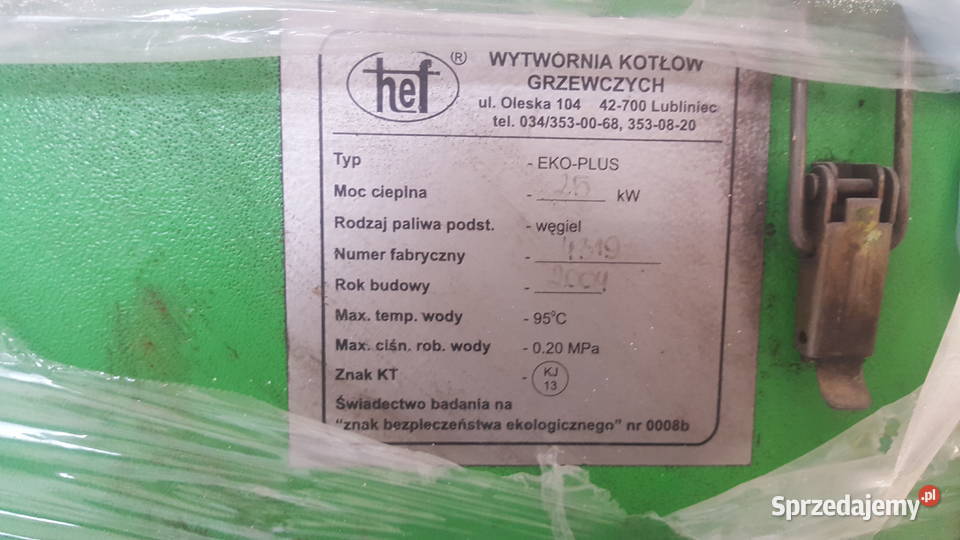 hef ® WYTWÓRNIA KOTŁÓW
GRZEWCZYCH
ul. Oleska 104 42-700 Lubliniec
tel. 034/353-00-68, 353-08-20
Typ - EKO-PLUS
Moc cieplna - 25 kW
Rodzaj paliwa podst. - węgiel
Numer fabryczny - 4319
Rok budowy - 2004
Max. temp. wody - 95°C
Max. ciśn. rob. wody - 0.20 MPa
Znak KT - KJ
13
Świadectwo badania na
"znak bezpieczeństwa ekologicznego" nr 0008b
Sprzedajemy.pl